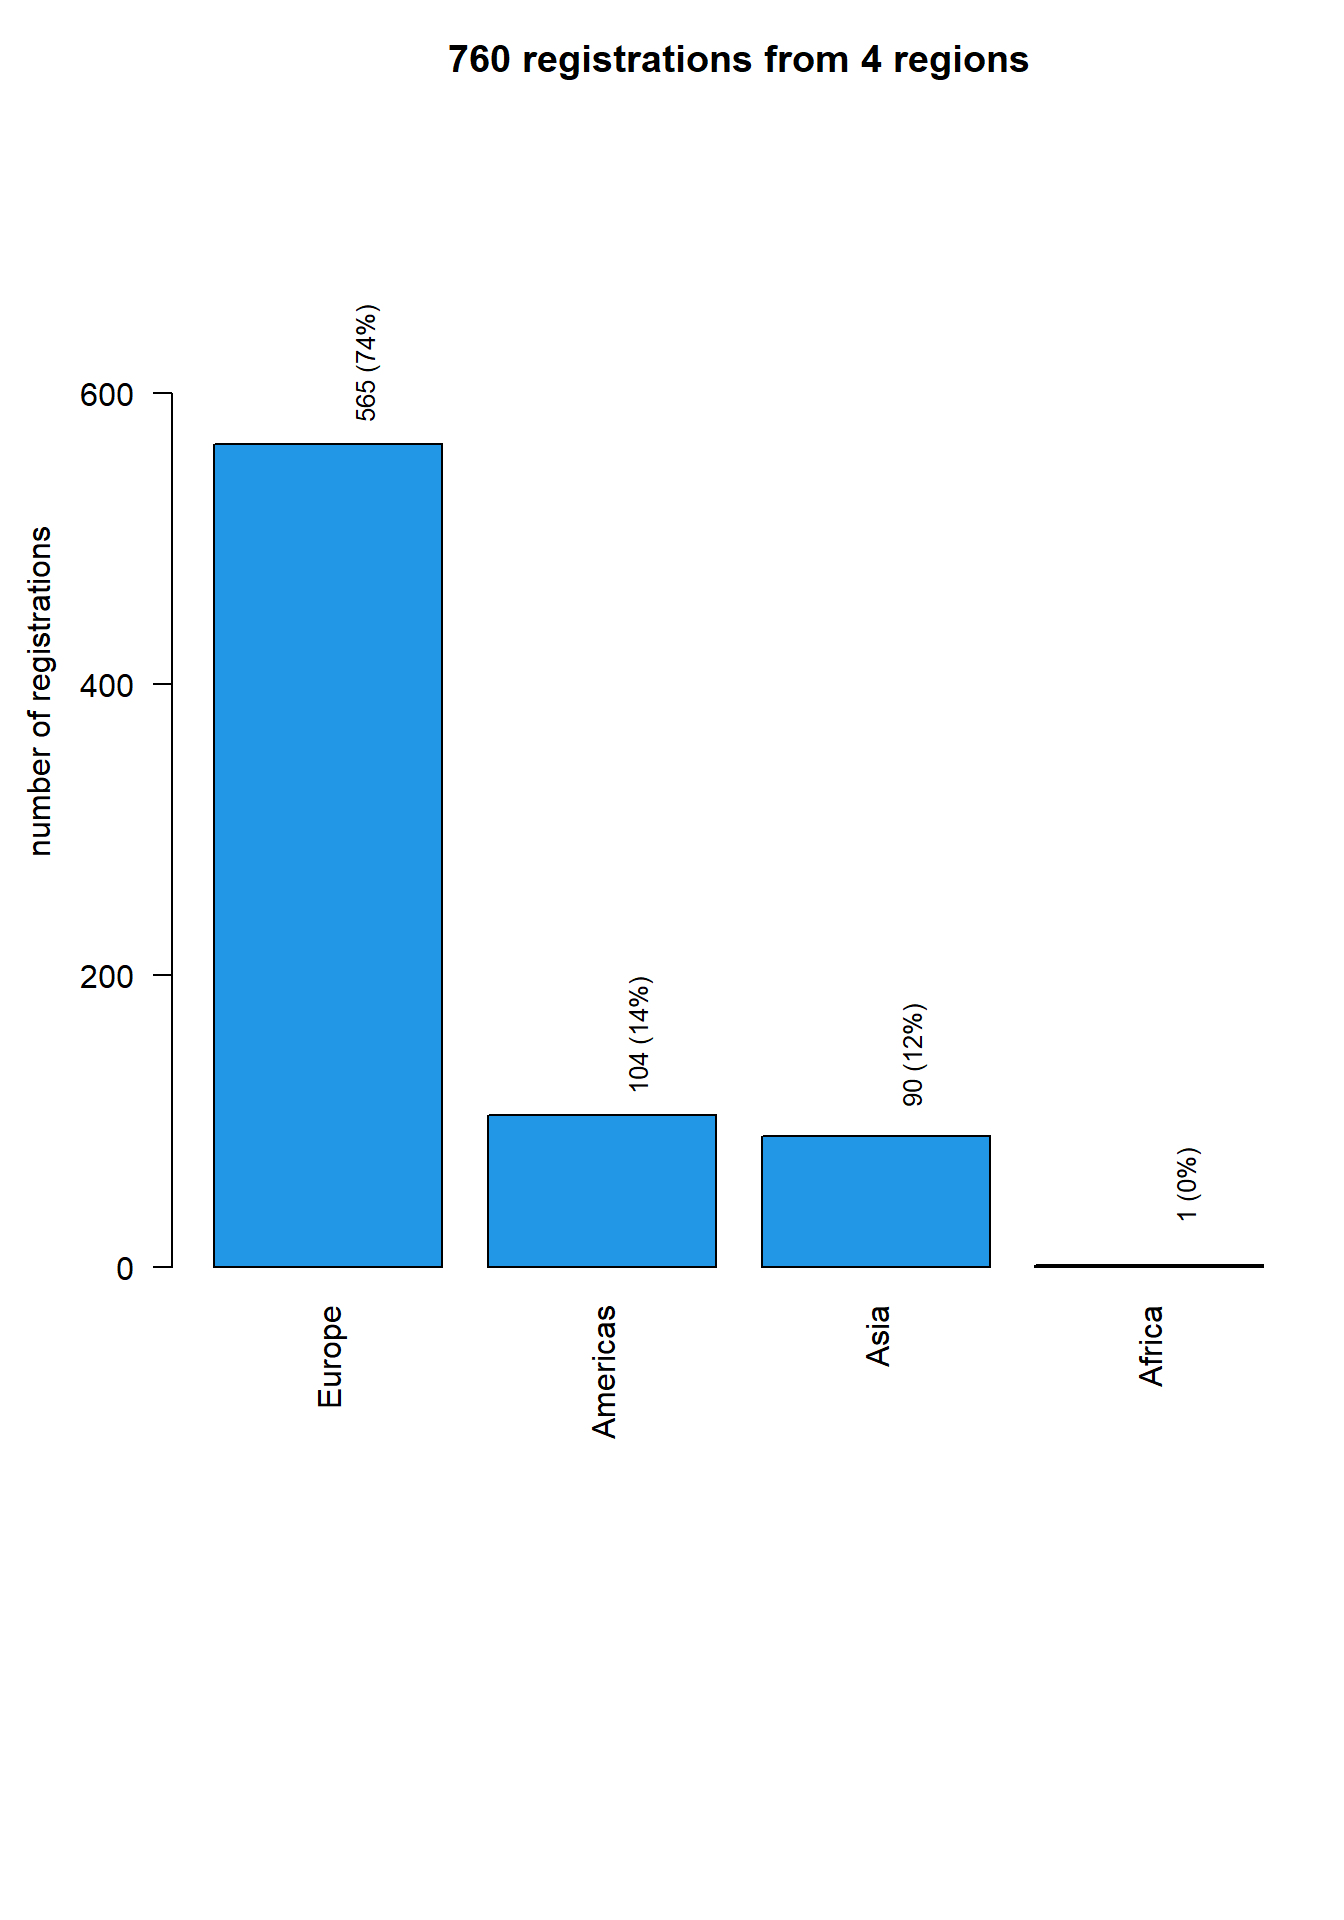 760 registrations from 4 regions
number of registrations
600
400
200
0
565 (74%)
104 (14%)
90 (12%)
1 (0%)
Europe
Americas
Asia
Africa